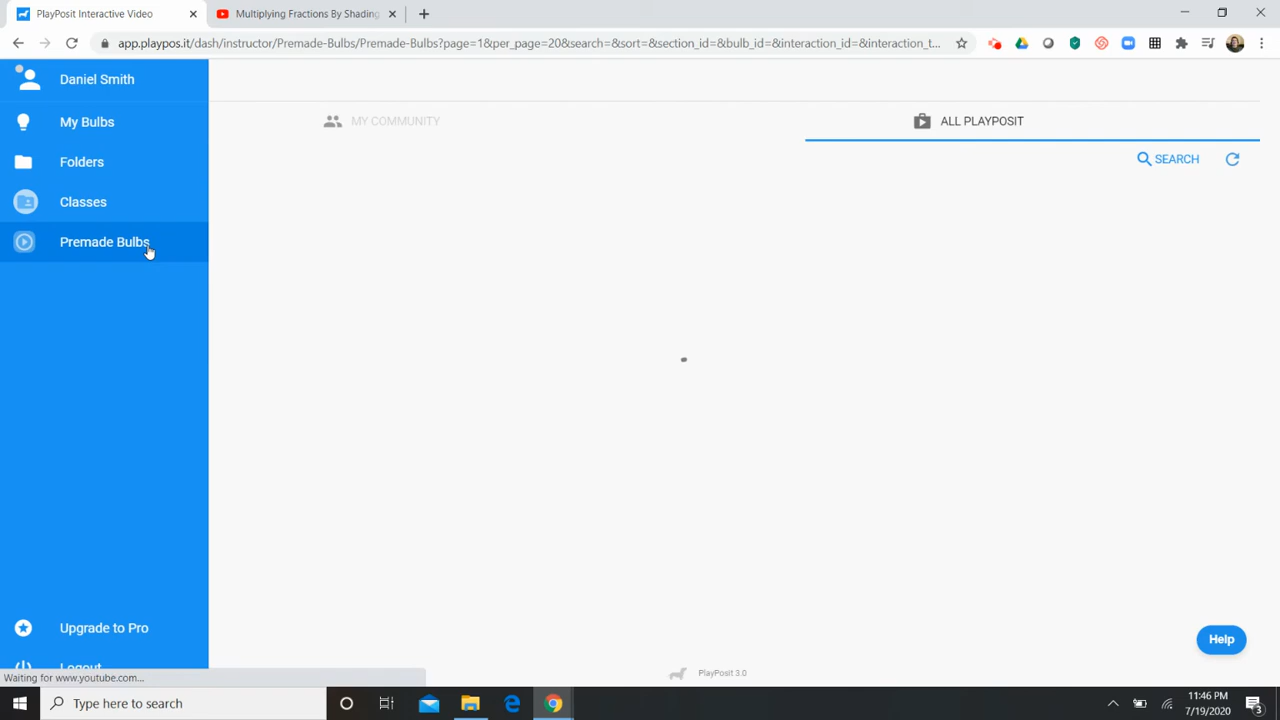 PlayPosit Interactive Video
Multiplying Fractions By Shading
app.playpos.it/dash/instructor/Premade-Bulbs/Premade-Bulbs?page=1&per_page=20&search=&sort=&section_id=&bulb_id=&interaction_id=&interaction_t...
Daniel Smith
My Bulbs
Folders
Classes
Premade Bulbs
MY COMMUNITY
ALL PLAYPOSIT
SEARCH
Upgrade to Pro
Logout
Help
Waiting for www.youtube.com...
PlayPosit 3.0
Type here to search
11:46 PM
7/19/2020
3